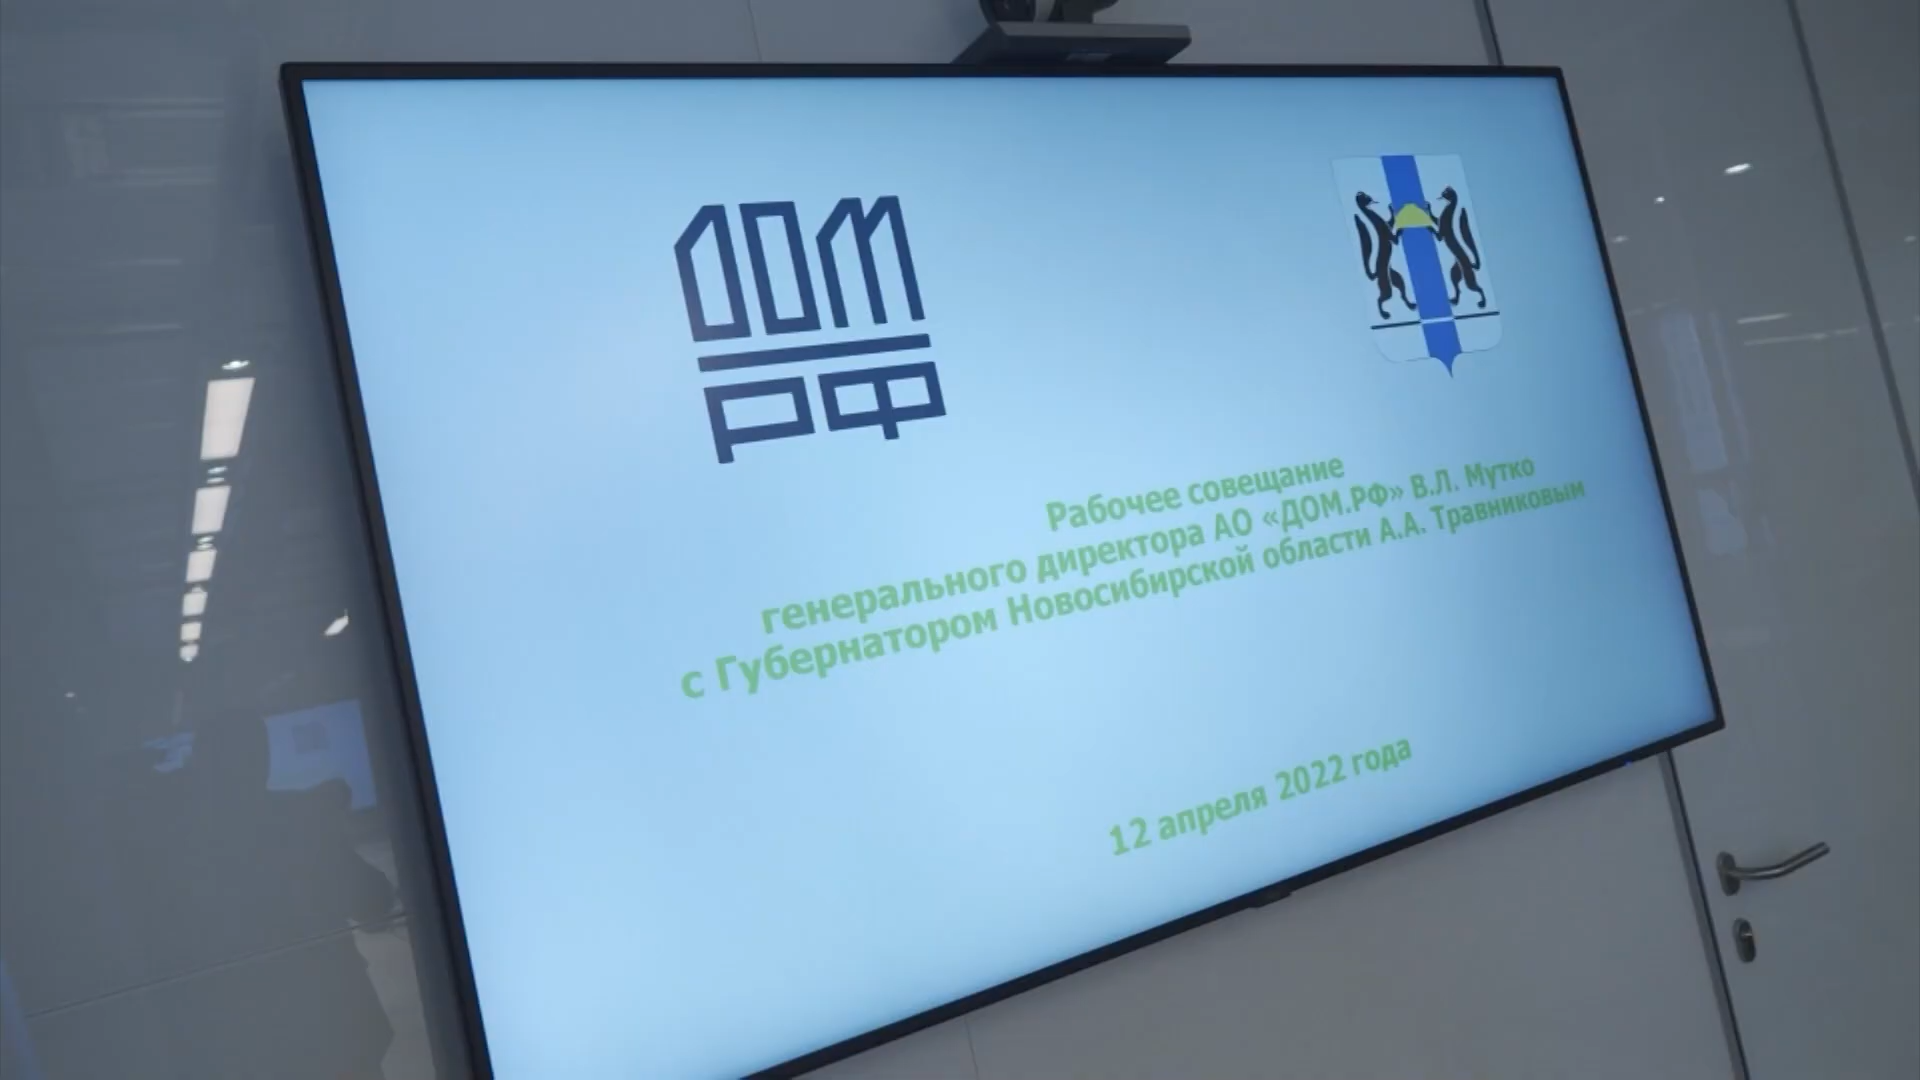 ДОМ
РФ
Рабочее совещание
генерального директора АО «ДОМ.РФ» В.Л. Мутко
с Губернатором Новосибирской области А.А. Травниковым
12 апреля 2022 года